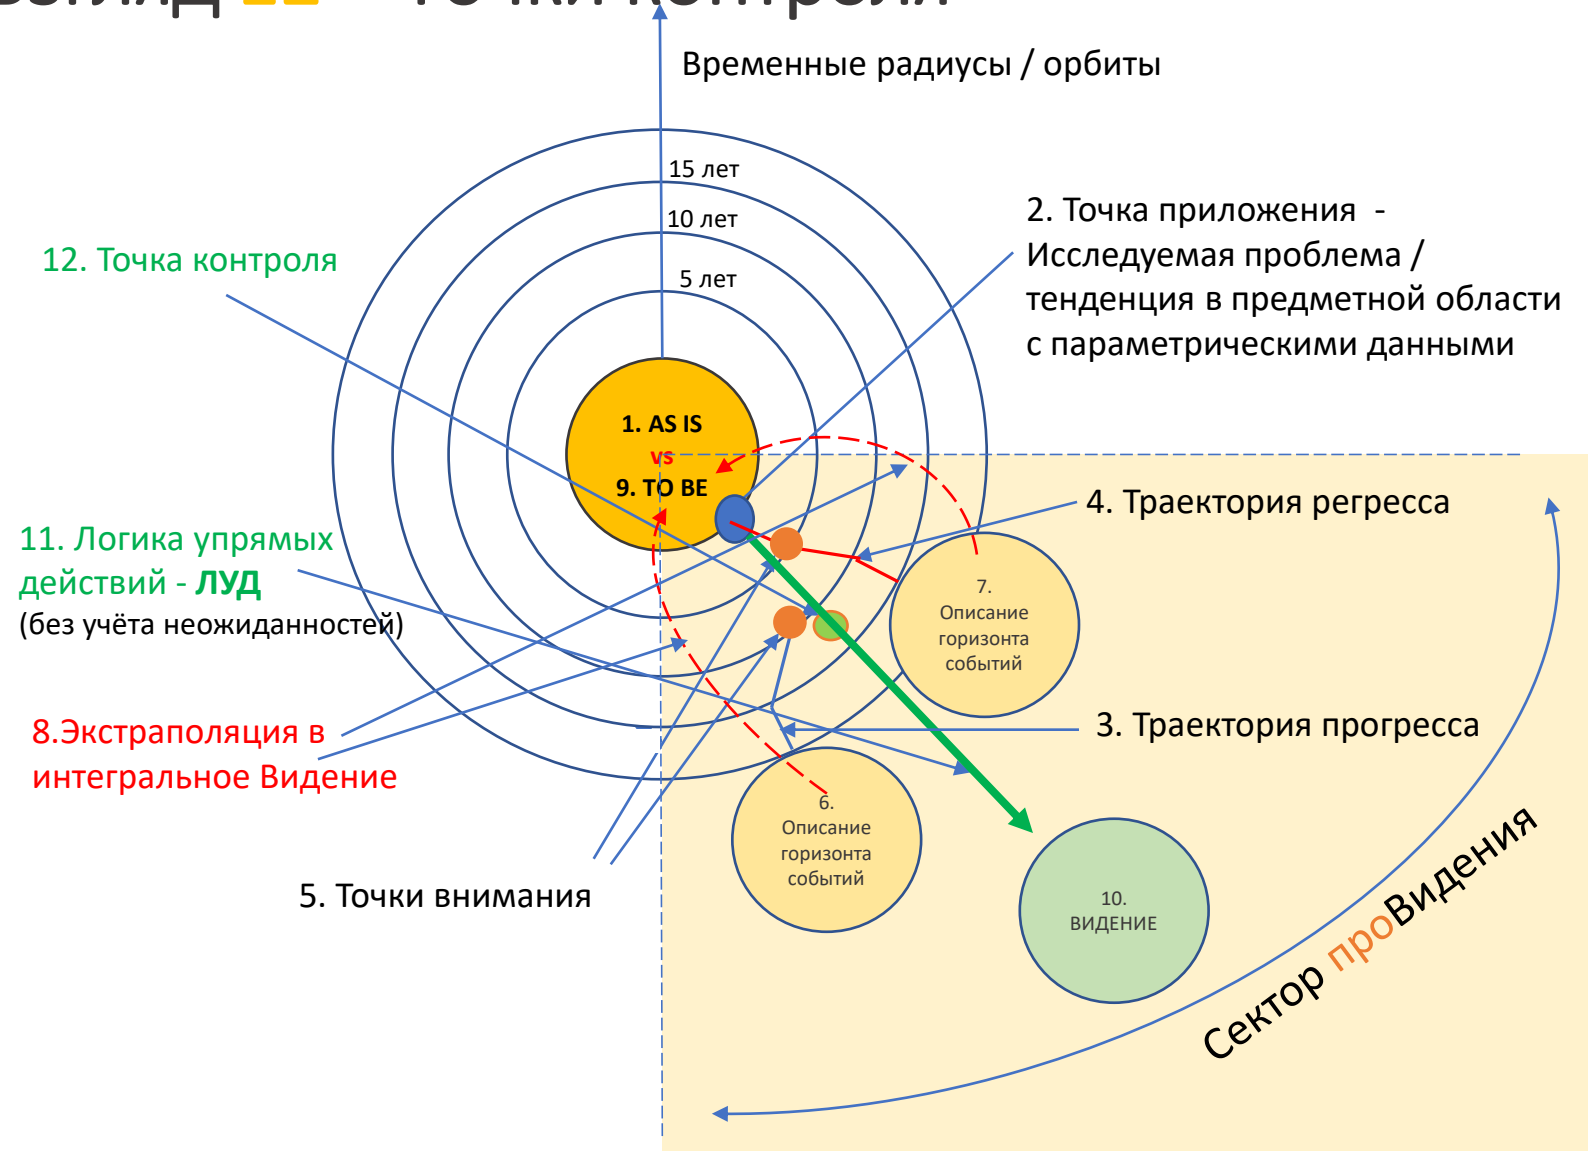 Временные радиусы / орбиты
15 лет
10 лет
5 лет
12. Точка контроля
2. Точка приложения -
Исследуемая проблема /
тенденция в предметной области
с параметрическими данными
1. AS IS
vs
9. TO BE
4. Траектория регресса
11. Логика упрямых
действий - ЛУД
(без учёта неожиданностей)
7.
Описание
горизонта
событий
8.Экстраполяция в
интегральное Видение
3. Траектория прогресса
6.
Описание
горизонта
событий
5. Точки внимания
10.
ВИДЕНИЕ
Сектор проВидения